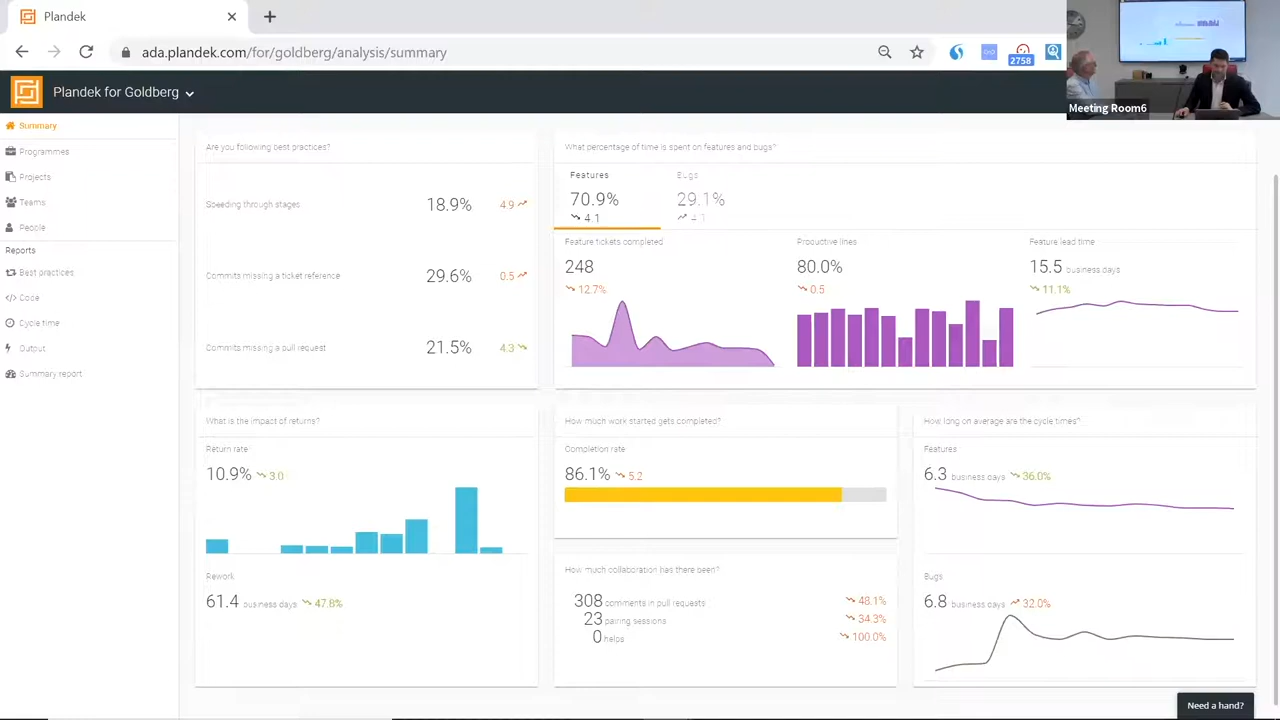 Plandek
ada.plandek.com/for/goldberg/analysis/summary
2758
Meeting Room6
Plandek for Goldberg
Summary
Programmes
Projects
Teams
People
Reports
Best practices
Code
Cycle time
Output
Summary report
Are you following best practices?
Speeding through stages
18.9%
4.9
Commits missing a ticket reference
29.6%
0.5
Commits missing a pull request
21.5%
4.3
What percentage of time is spent on features and bugs?
Features
70.9%
4.1
Bugs
29.1%
4.1
Feature tickets completed
248
12.7%
Productive lines
80.0%
0.5
Feature lead time
15.5 business days
11.1%
What is the impact of returns?
Return rate
10.9% 3.0
Rework
61.4 business days 47.8%
How much work started gets completed?
Completion rate
86.1% 5.2
How much collaboration has there been?
308 comments in pull requests 48.1%
23 pairing sessions 34.3%
0 helps 100.0%
How long on average are the cycle times?
Features
6.3 business days 36.0%
Bugs
6.8 business days 32.0%
Need a hand?